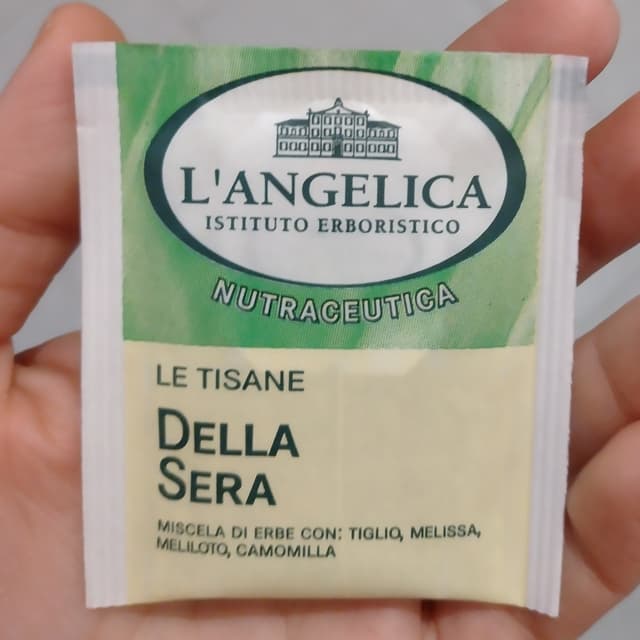 L'ANGELICA
ISTITUTO ERBORISTICO
NUTRACEUTICA
LE TISANE
DELLA
SERA
MISCELA DI ERBE CON: TIGLIO, MELISSA,
MELILOTO, CAMOMILLA